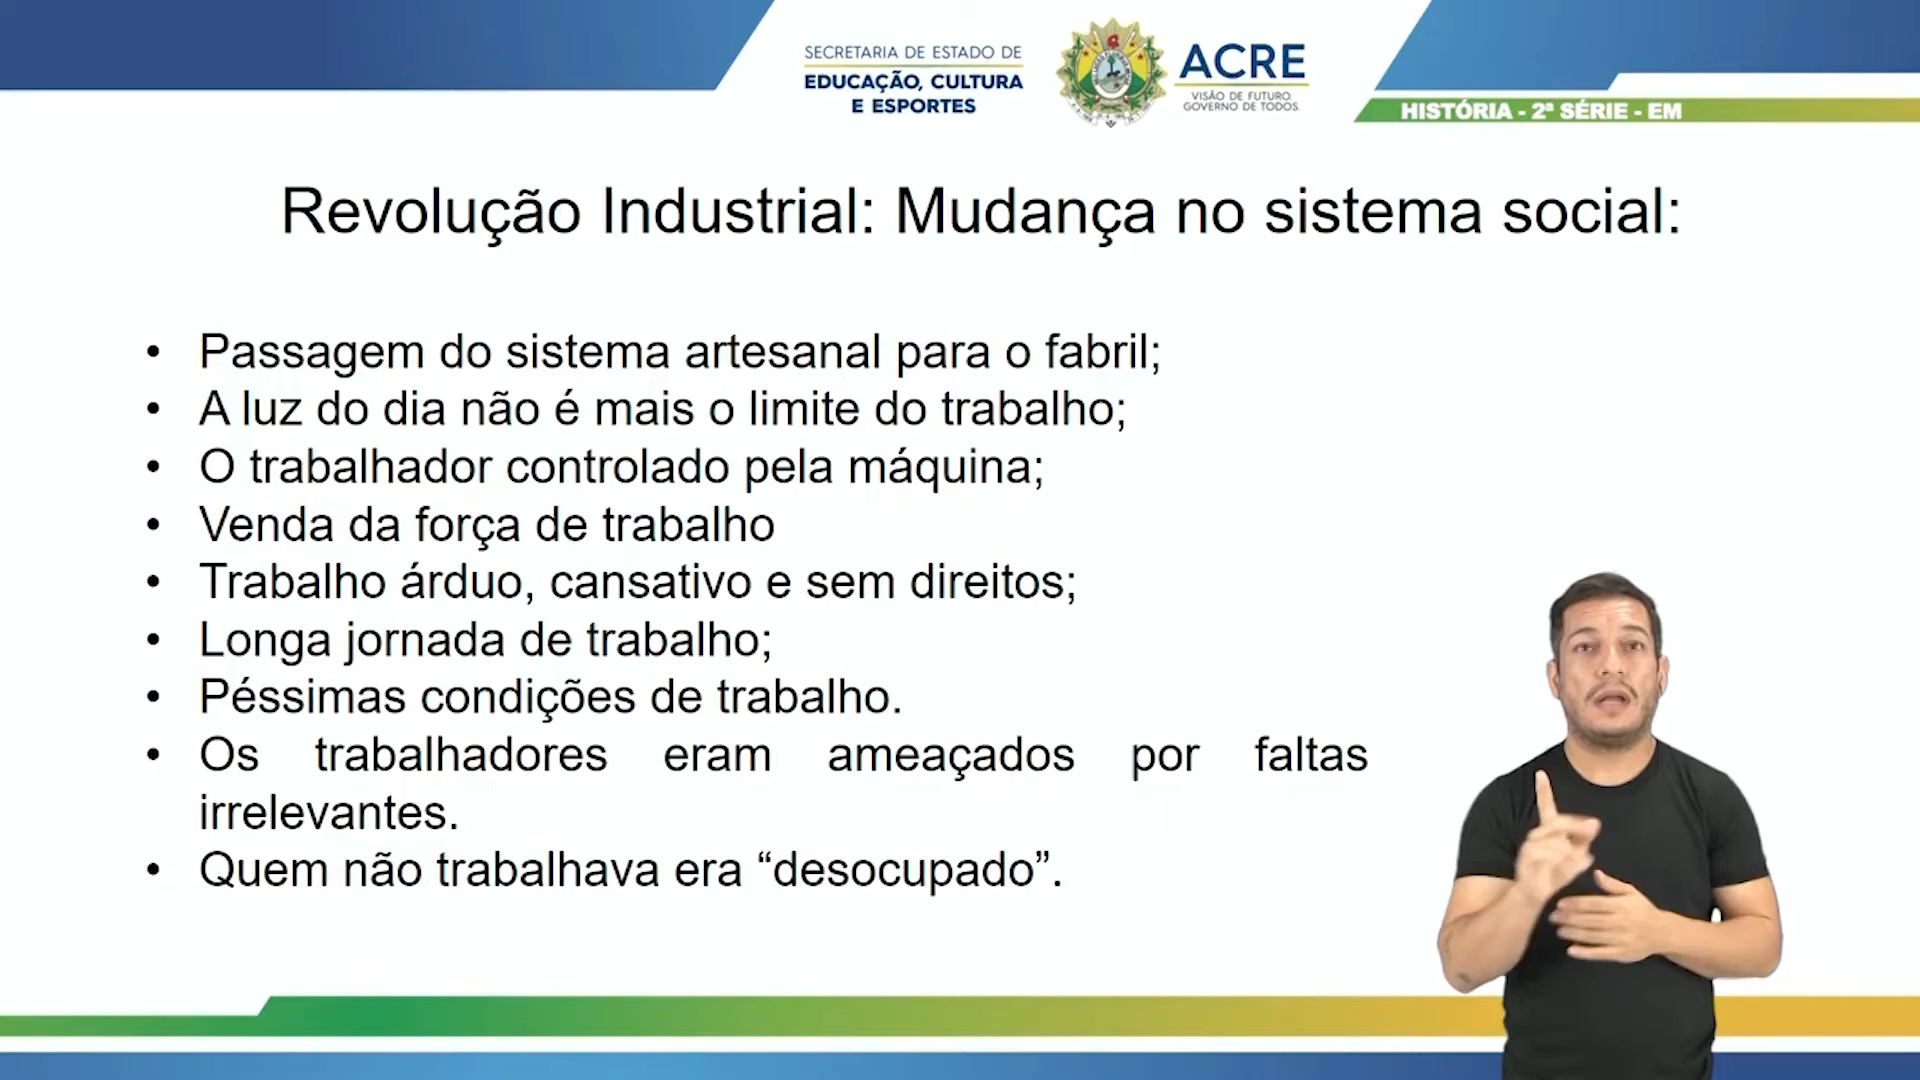 SECRETARIA DE ESTADO DE
EDUCAÇÃO, CULTURA
E ESPORTES
ACRE
VISÃO DE FUTURO.
GOVERNO DE TODOS.
HISTÓRIA - 2ª SÉRIE - EM
Revolução Industrial: Mudança no sistema social:
• Passagem do sistema artesanal para o fabril;
• A luz do dia não é mais o limite do trabalho;
• O trabalhador controlado pela máquina;
• Venda da força de trabalho
• Trabalho árduo, cansativo e sem direitos;
• Longa jornada de trabalho;
• Péssimas condições de trabalho.
• Os trabalhadores eram ameaçados por faltas
irrelevantes.
• Quem não trabalhava era “desocupado”.